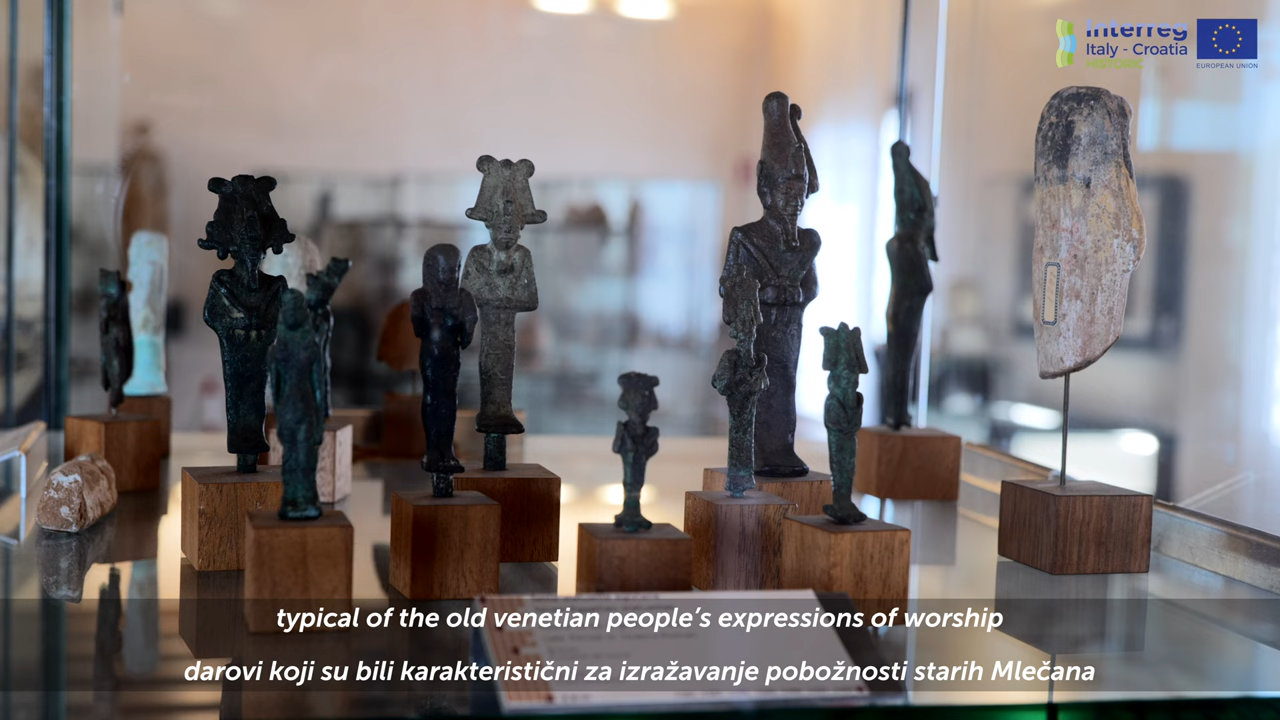 Interreg
Italy - Croatia
HISTORIC
EUROPEAN UNION
typical of the old venetian people’s expressions of worship
darovi koji su bili karakteristični za izražavanje pobožnosti starih Mlečana